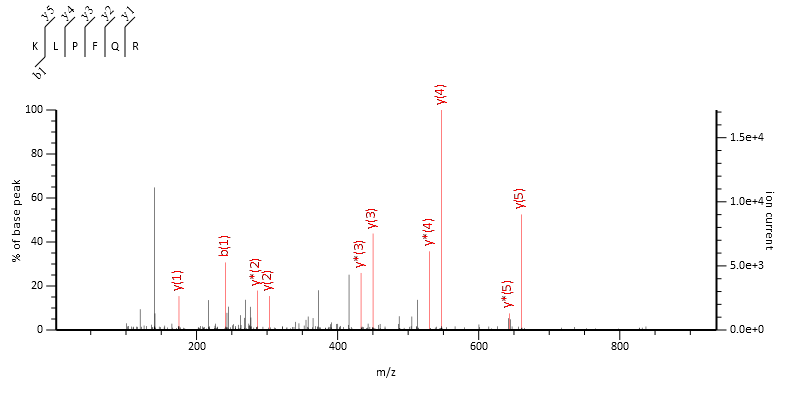 y5 y4 y3 y2 y1
K L P F Q R
b1
y(4)
100
80
60
40
20
0
% of base peak
y(1)
b(1)
y*(2)
y(2)
y*(3)
y(3)
y*(4)
y*(5)
y(5)
1.5e+4
1.0e+4
5.0e+3
0.0e+0
ion current
200 400 600 800
m/z